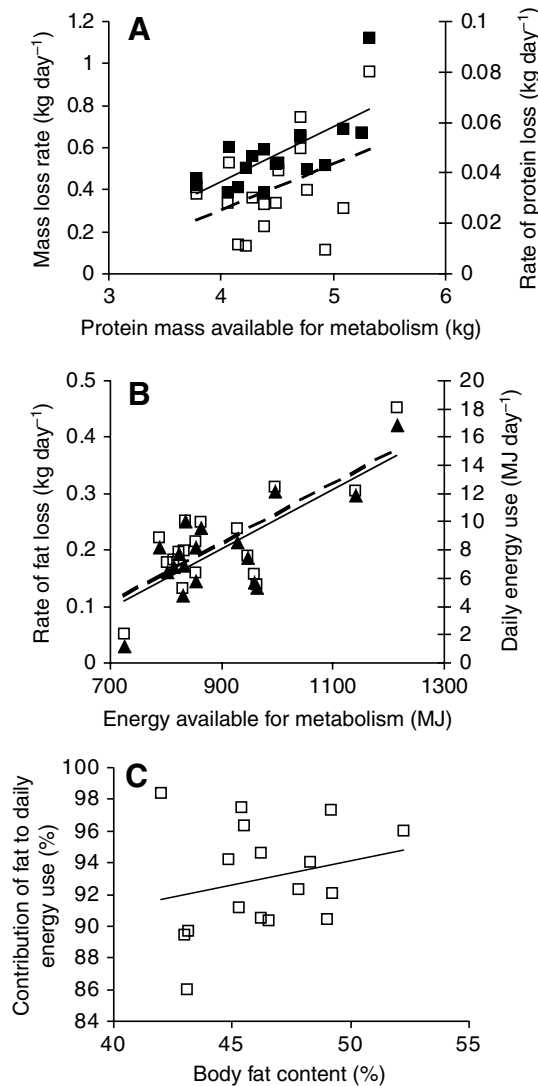 A
Mass loss rate (kg day−1)
1.2
1
0.8
0.6
0.4
0.2
0
0.1
0.08
0.06
0.04
0.02
0
Rate of protein loss (kg day−1)
3 4 5 6
Protein mass available for metabolism (kg)
B
Rate of fat loss (kg day−1)
0.5
0.4
0.3
0.2
0.1
0
20
18
16
14
12
10
8
6
4
2
0
Daily energy use (MJ day−1)
700 900 1100 1300
Energy available for metabolism (MJ)
C
Contribution of fat to daily
energy use (%)
98
96
94
92
90
88
86
84
40 45 50 55
Body fat content (%)